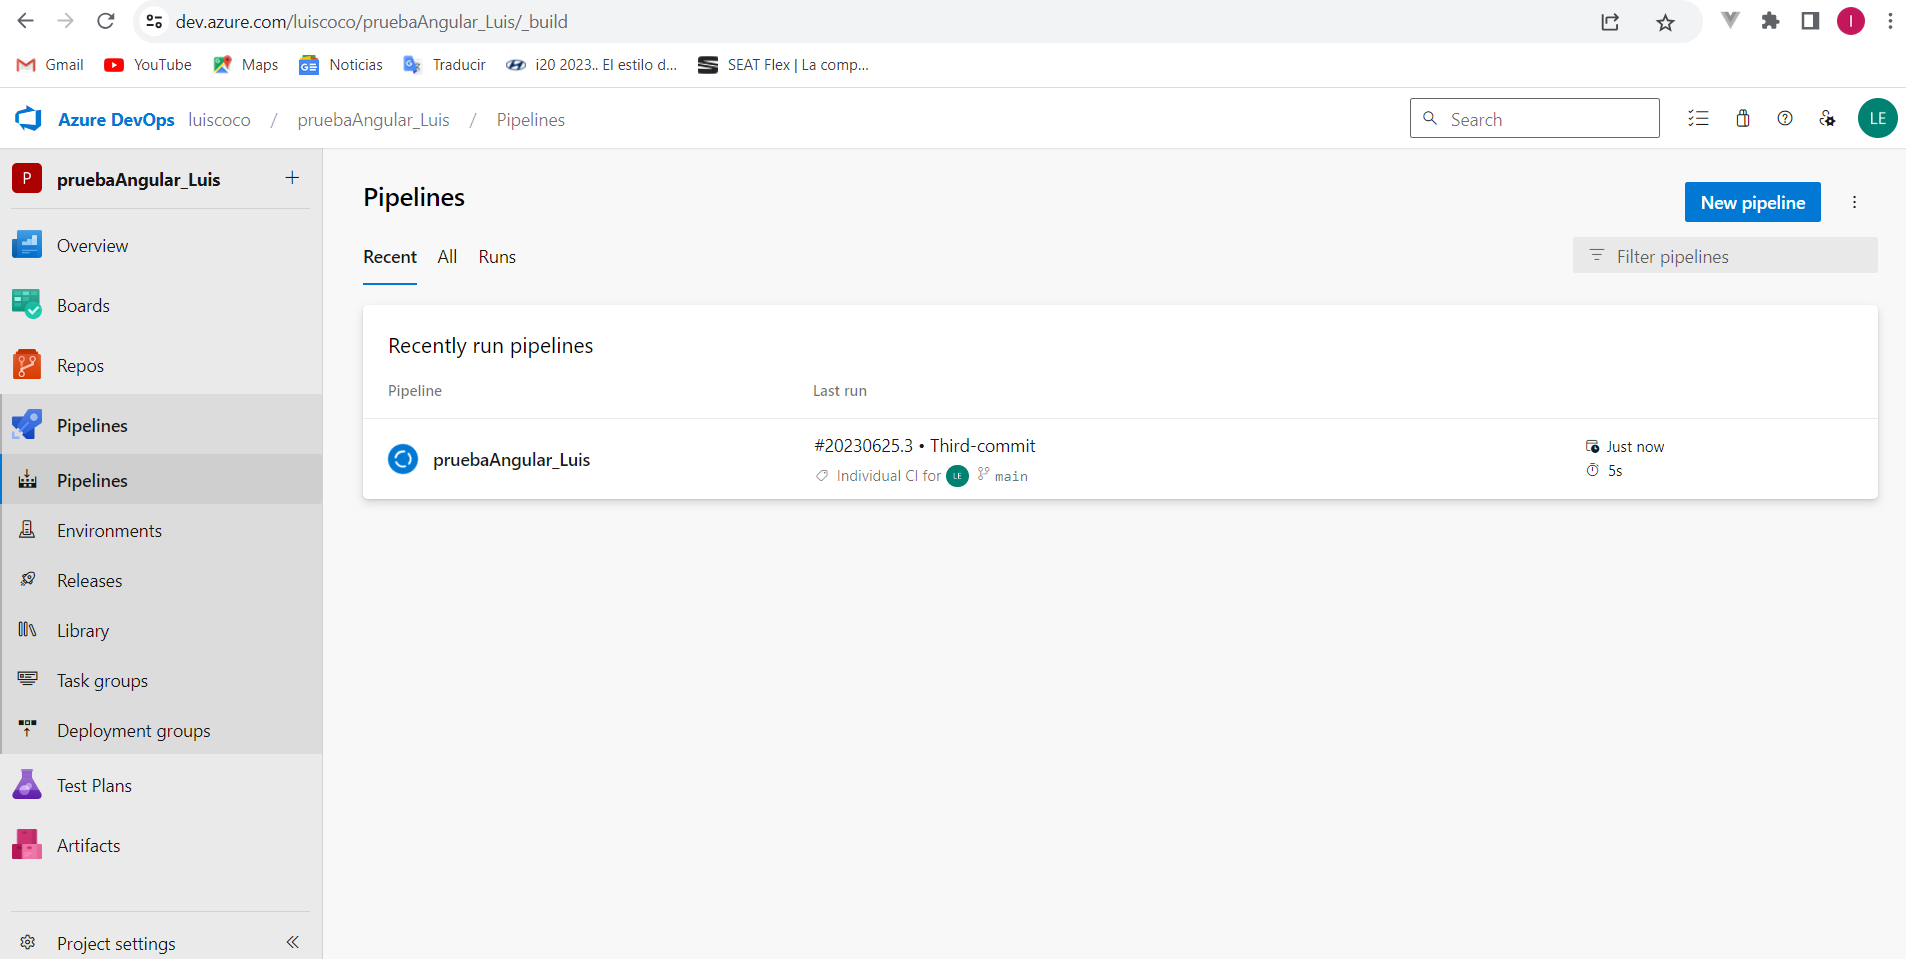 dev.azure.com/luiscoco/pruebaAngular_Luis/_build
I
Gmail
YouTube
Maps
Noticias
Traducir
i20 2023.. El estilo d...
SEAT Flex | La comp...
Azure DevOps luiscoco / pruebaAngular_Luis / Pipelines
Search
LE
P pruebaAngular_Luis
Overview
Boards
Repos
Pipelines
Pipelines
Environments
Releases
Library
Task groups
Deployment groups
Test Plans
Artifacts
Project settings
Pipelines
New pipeline
Recent All Runs
Filter pipelines
Recently run pipelines
Pipeline Last run
pruebaAngular_Luis
#20230625.3 • Third-commit
Individual CI for LE main
Just now
5s